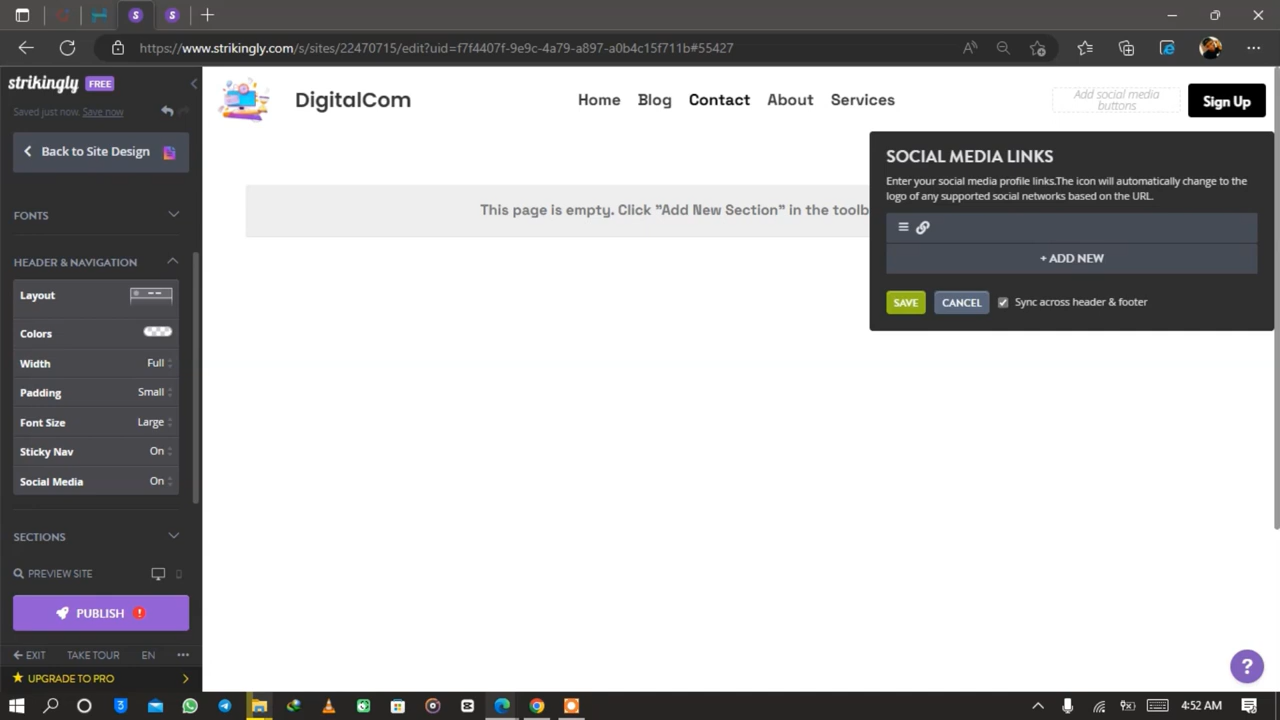 https://www.strikingly.com/s/sites/22470715/edit?uid=f7f4407f-9e9c-4a79-a897-a0b4c15f711b#55427
strikingly FREE
Saved just now. Save now
Back to Site Design
FONTS
HEADER & NAVIGATION
Layout
Colors
Width Full
Padding Small
Font Size Large
Sticky Nav On
Social Media On
SECTIONS
PREVIEW SITE
PUBLISH
EXIT TAKE TOUR EN
UPGRADE TO PRO
DigitalCom
Home Blog Contact About Services
Add social media
buttons
Sign Up
This page is empty. Click "Add New Section" in the toolb
SOCIAL MEDIA LINKS
Enter your social media profile links.The icon will automatically change to the
logo of any supported social networks based on the URL.
+ ADD NEW
SAVE CANCEL Sync across header & footer
?
4:52 AM